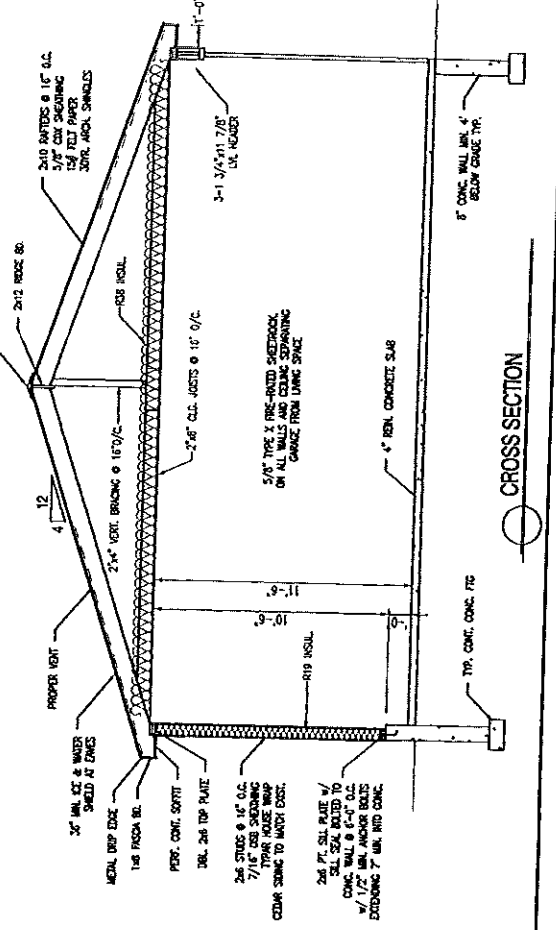 2x10 RAFTERS @ 16" O.C.
5/8" CDX SHEATHING
15# FELT PAPER
30YR. ARCH. SHINGLES
2x12 RIDGE BD.
12
4
PROPER VENT
36" MIN. ICE & WATER
SHIELD AT EAVES
METAL DRIP EDGE
1x8 FASCIA BD.
PERF. CONT. SOFFIT
DBL. 2x6 TOP PLATE
2x6 STUDS @ 16" O.C.
7/16" OSB SHEATHING
TYPAR HOUSE WRAP
CEDAR SIDING TO MATCH EXIST.
2x6 PT. SILL PLATE w/
SILL SEAL BOLTED TO
CONC. WALL @ 6'-0" O.C.
w/ 1/2" MIN. ANCHOR BOLTS
EXTENDING 7" MIN. INTO CONC.
2"x4" VERT. BRACING @ 16"O/C.
R38 INSUL.
2"x8" CLG. JOISTS @ 16" O/C.
1'-0"
3-1 3/4"x11 7/8"
LVL HEADER
5/8" TYPE X FIRE-RATED SHEETROCK,
ON ALL WALLS AND CEILING SEPARATING
GARAGE FROM LIVING SPACE
11'-6"
10'-6"
R19 INSUL.
4" REIN. CONCRETE SLAB
8" CONC. WALL MIN. 4'
BELOW GRADE TYP.
TYP. CONT. CONC. FTG
CROSS SECTION